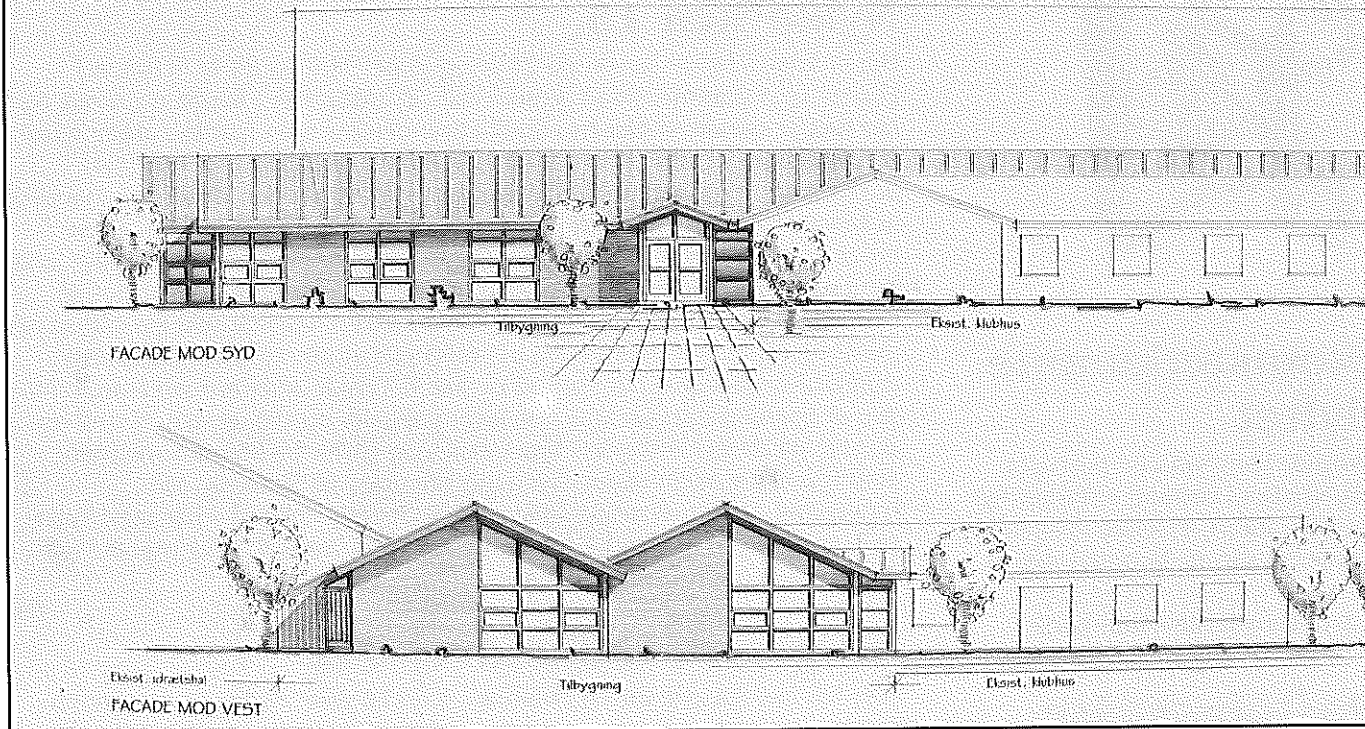 Tilbygning
Eksist. klubhus
FACADE MOD SYD
Eksist. idrætshal
Tilbygning
Eksist. klubhus
FACADE MOD VEST